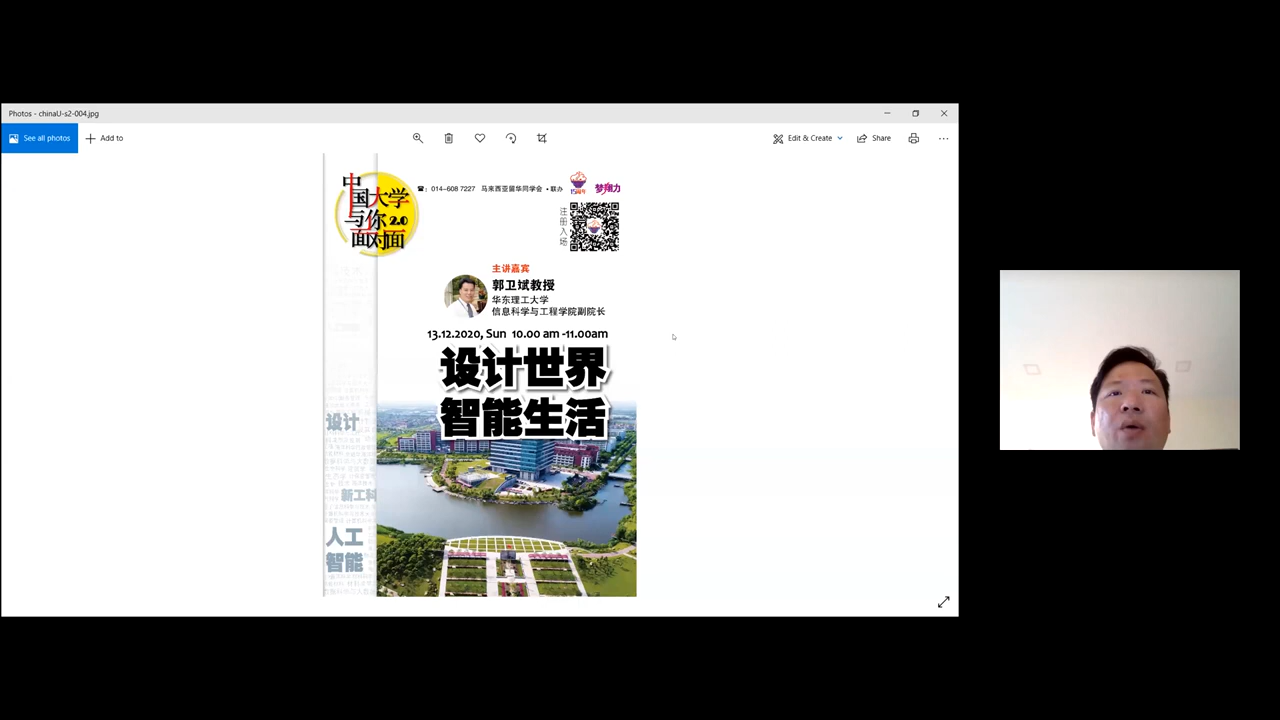 Photos - chinaU-s2-004.jpg
See all photos
Add to
Edit & Create
Share
中国大学
与你 2.0
面对面
☎: 014-608 7227 马来西亚留华同学会 • 联办
15周年
梦翔力
注册入场
主讲嘉宾
郭卫斌教授
华东理工大学
信息科学与工程学院副院长
13.12.2020, Sun 10.00 am -11.00am
设计世界
智能生活
设计
新工科
人工
智能